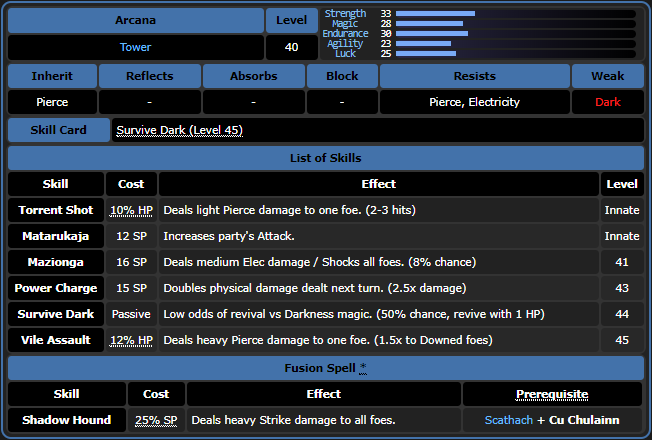 Arcana Level
Tower 40
Strength 33
Magic 28
Endurance 30
Agility 23
Luck 25
Inherit Reflects Absorbs Block Resists Weak
Pierce - - - Pierce, Electricity Dark
Skill Card Survive Dark (Level 45)
List of Skills
Skill Cost Effect Level
Torrent Shot 10% HP Deals light Pierce damage to one foe. (2-3 hits) Innate
Matarukaja 12 SP Increases party's Attack. Innate
Mazionga 16 SP Deals medium Elec damage / Shocks all foes. (8% chance) 41
Power Charge 15 SP Doubles physical damage dealt next turn. (2.5x damage) 43
Survive Dark Passive Low odds of revival vs Darkness magic. (50% chance, revive with 1 HP) 44
Vile Assault 12% HP Deals heavy Pierce damage to one foe. (1.5x to Downed foes) 45
Fusion Spell *
Skill Cost Effect Prerequisite
Shadow Hound 25% SP Deals heavy Strike damage to all foes. Scathach + Cu Chulainn